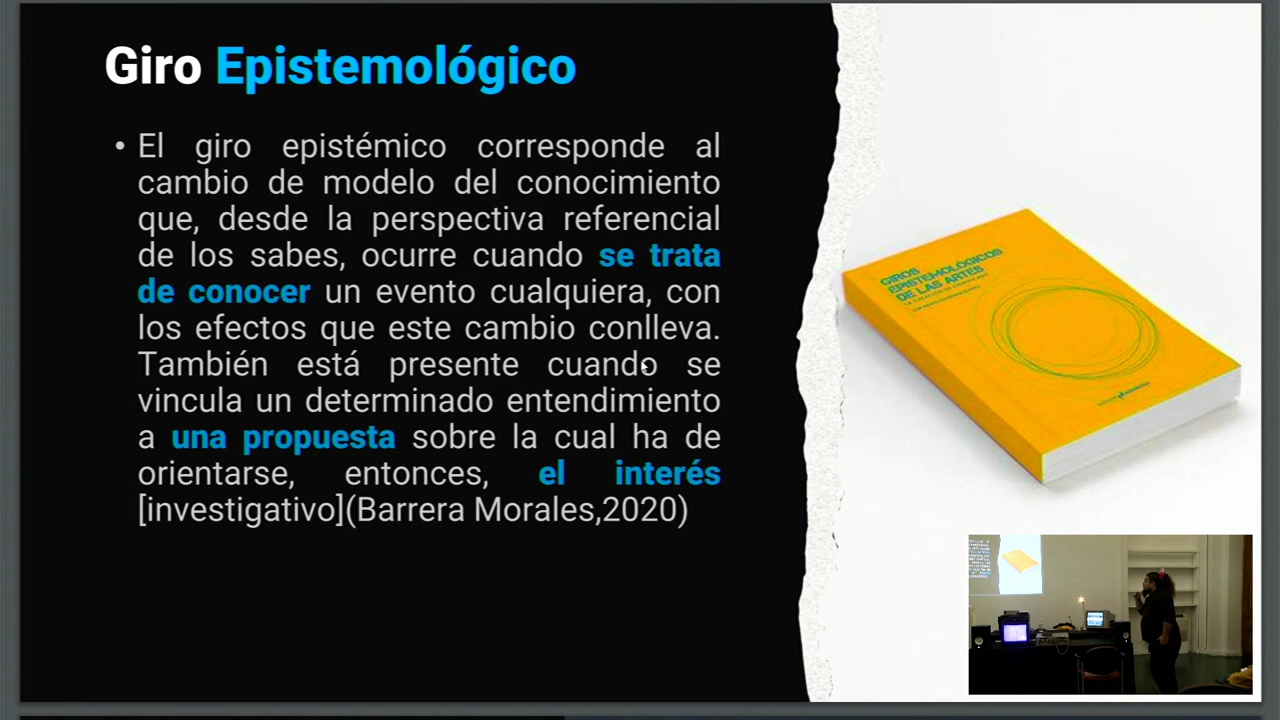 Giro Epistemológico
• El giro epistémico corresponde al
cambio de modelo del conocimiento
que, desde la perspectiva referencial
de los sabes, ocurre cuando se trata
de conocer un evento cualquiera, con
los efectos que este cambio conlleva.
También está presente cuando se
vincula un determinado entendimiento
a una propuesta sobre la cual ha de
orientarse, entonces, el interés
[investigativo](Barrera Morales,2020)
GIROS
EPISTEMOLÓGICOS
DE LAS ARTES